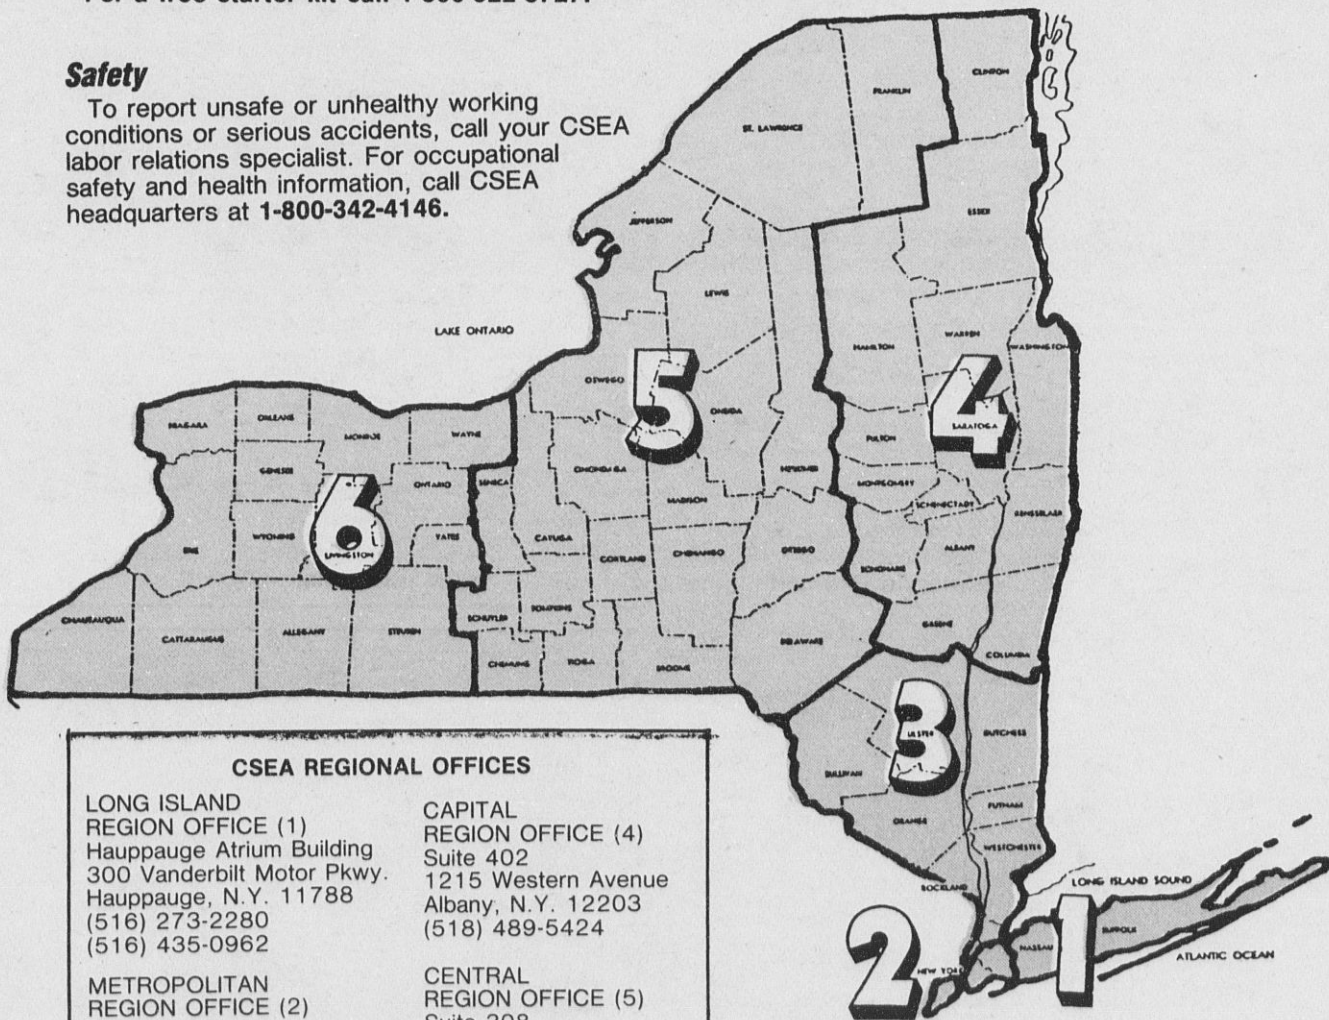 Safety
To report unsafe or unhealthy working
conditions or serious accidents, call your CSEA
labor relations specialist. For occupational
safety and health information, call CSEA
headquarters at 1-800-342-4146.
CLINTON
FRANKLIN
ST. LAWRENCE
ESSEX
JEFFERSON
LEWIS
LAKE ONTARIO
HAMILTON
WARREN
WASHINGTON
5
4
OSWEGO
ONEIDA
SARATOGA
NIAGARA
ORLEANS
MONROE
WAYNE
FULTON
GENESEE
ONONDAGA
HERKIMER
MONTGOMERY
ONTARIO
SENECA
MADISON
SCHENECTADY
RENSSELAER
6
ERIE
WYOMING
LIVINGSTON
YATES
CAYUGA
CORTLAND
CHENANGO
OTSEGO
ALBANY
SCHOHARIE
CHAUTAUQUA
CATTARAUGUS
ALLEGANY
STEUBEN
SCHUYLER
TOMPKINS
GREENE
DELAWARE
COLUMBIA
CHEMUNG
TIOGA
BROOME
3
ULSTER
DUTCHESS
SULLIVAN
ORANGE
PUTNAM
WESTCHESTER
ROCKLAND
LONG ISLAND SOUND
2
NEW YORK
NASSAU
1
SUFFOLK
ATLANTIC OCEAN
CSEA REGIONAL OFFICES
LONG ISLAND
REGION OFFICE (1)
Hauppauge Atrium Building
300 Vanderbilt Motor Pkwy.
Hauppauge, N.Y. 11788
(516) 273-2280
(516) 435-0962
METROPOLITAN
REGION OFFICE (2)
CAPITAL
REGION OFFICE (4)
Suite 402
1215 Western Avenue
Albany, N.Y. 12203
(518) 489-5424
CENTRAL
REGION OFFICE (5)